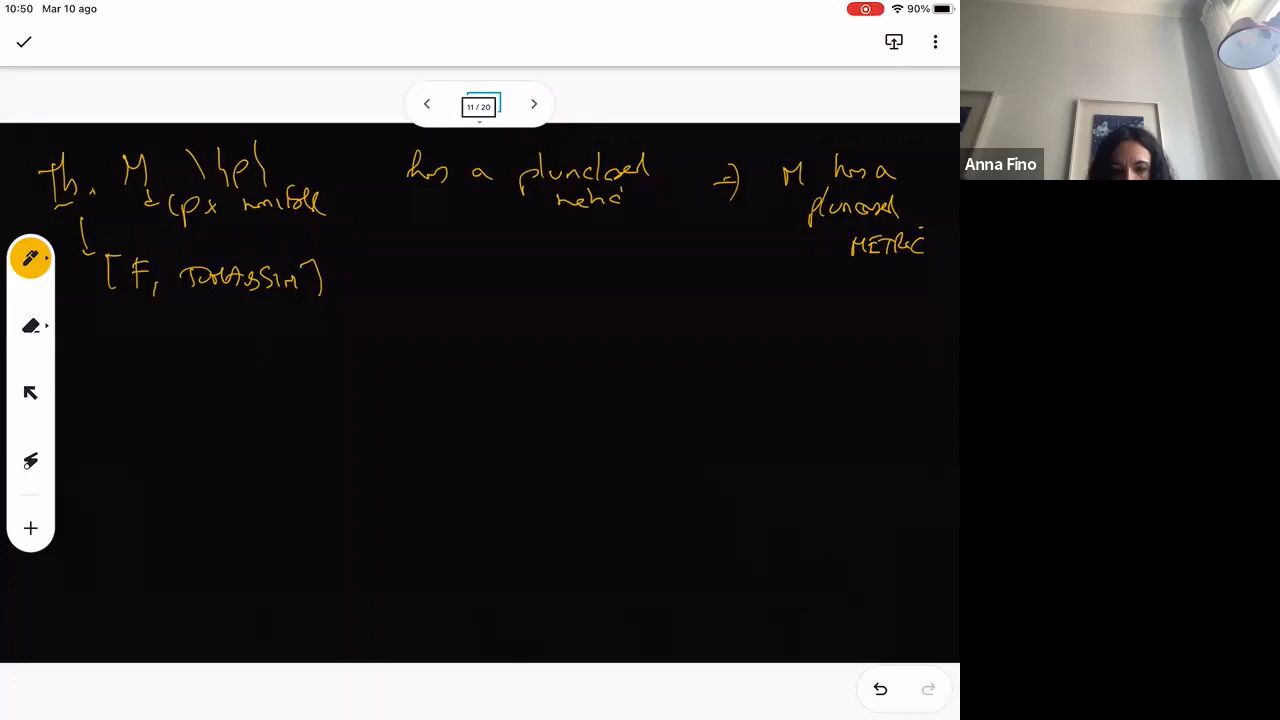 10:50 Mar 10 ago 90%
11 / 20
Anna Fino
Th. M \ {p} has a pluriclosed metric ⇒ M has a pluriclosed METRIC
cpx manifold
[F, TOMASSINI]